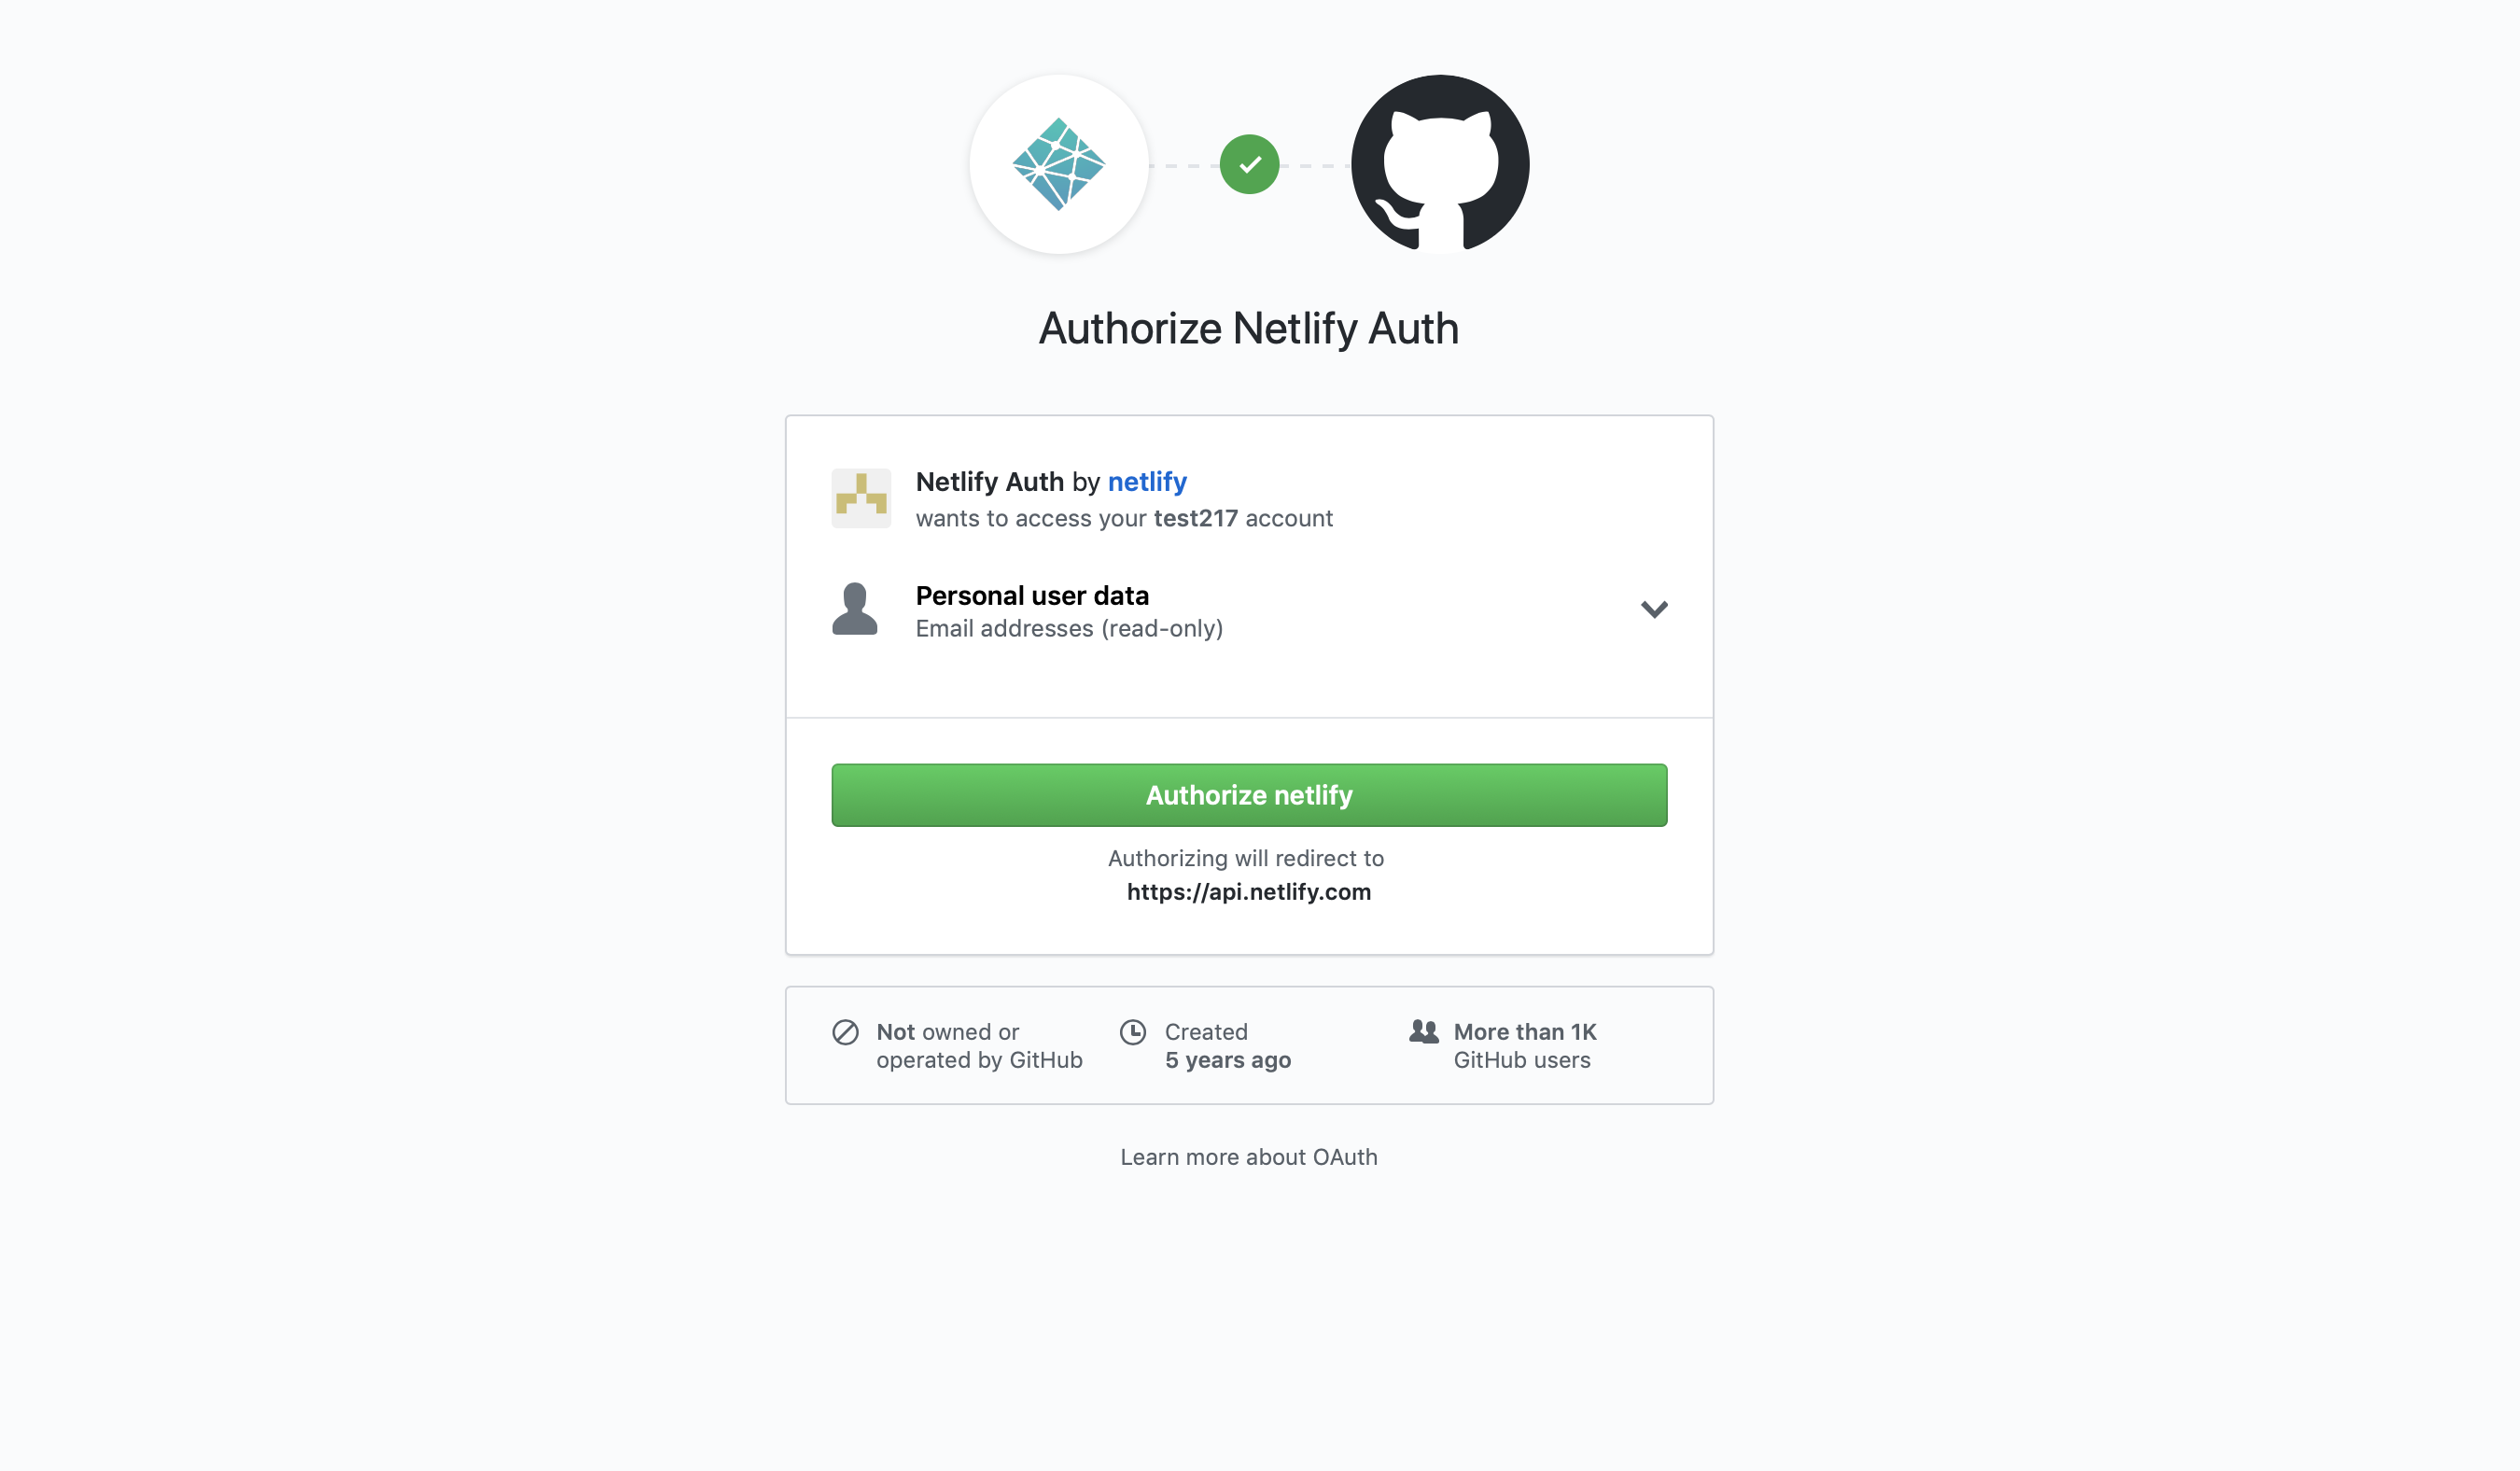 Authorize Netlify Auth
Netlify Auth by netlify
wants to access your test217 account
Personal user data
Email addresses (read-only)
Authorize netlify
Authorizing will redirect to
https://api.netlify.com
Not owned or
operated by GitHub
Created
5 years ago
More than 1K
GitHub users
Learn more about OAuth